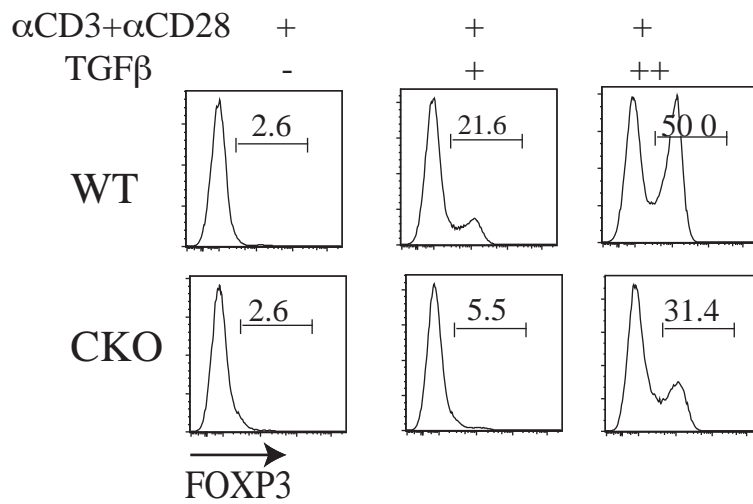 αCD3+αCD28 + + +
TGFβ - + ++
2.6 21.6 50 0
WT
2.6 5.5 31.4
CKO
FOXP3